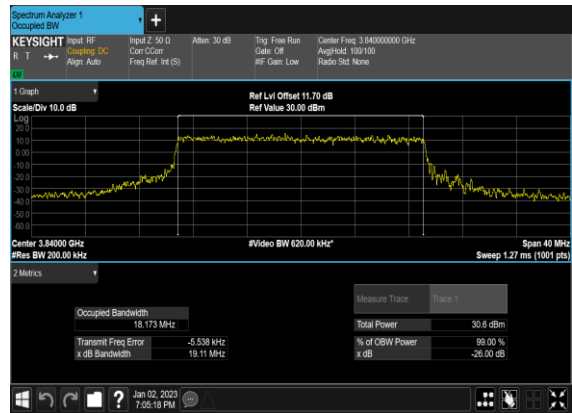 Spectrum Analyzer 1
Occupied BW
+
KEYSIGHT
R T
LW
Input: RF
Coupling: DC
Align: Auto
Input Z: 50 Ω
Corr CCorr
Freq Ref: Int (S)
Atten: 30 dB
Trig: Free Run
Gate: Off
#IF Gain: Low
Center Freq: 3.840000000 GHz
Avg|Hold: 100/100
Radio Std: None
1 Graph
Scale/Div 10.0 dB
Ref Lvl Offset 11.70 dB
Ref Value 30.00 dBm
Log
20.0
10.0
0.00
-10.0
-20.0
-30.0
-40.0
-50.0
-60.0
Center 3.84000 GHz
#Res BW 200.00 kHz
#Video BW 620.00 kHz*
Span 40 MHz
Sweep 1.27 ms (1001 pts)
2 Metrics
Measure Trace Trace 1
Occupied Bandwidth
18.173 MHz
Total Power 30.6 dBm
Transmit Freq Error -5.538 kHz
% of OBW Power 99.00 %
x dB Bandwidth 19.11 MHz
x dB -26.00 dB
?
Jan 02, 2023
7:05:18 PM